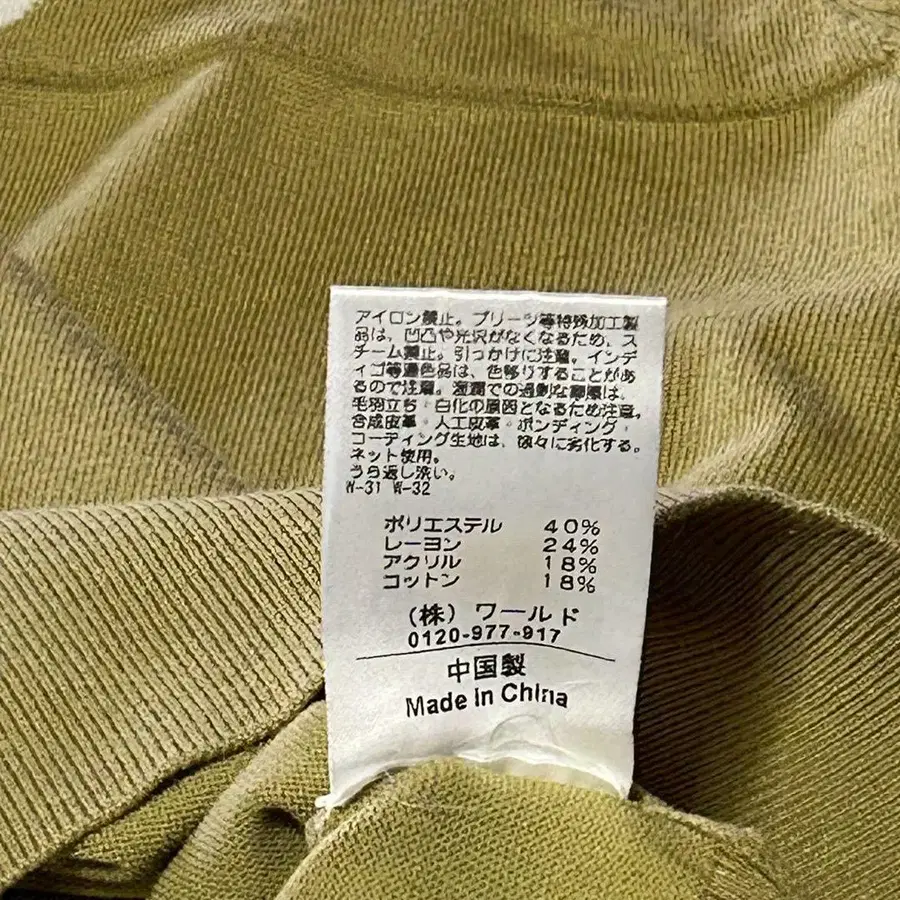 アイロン禁止。プリーツ等特殊加工製
品は、凹凸や光沢がなくなるため、ス
チーム禁止。引っかけに注意。インデ
ィゴ等濃色品は、色移りすることがあ
るので注意。湿潤での過剰な摩擦は、
毛羽立ち・白化の原因となるため注意。
合成皮革・人工皮革・ボンディング・
コーディング生地は、徐々に劣化する。
ネット使用。
うら返し洗い。
W-31 W-32
ポリエステル 40%
レーヨン 24%
アクリル 18%
コットン 18%
(株) ワールド
0120-977-917
中国製
Made in China